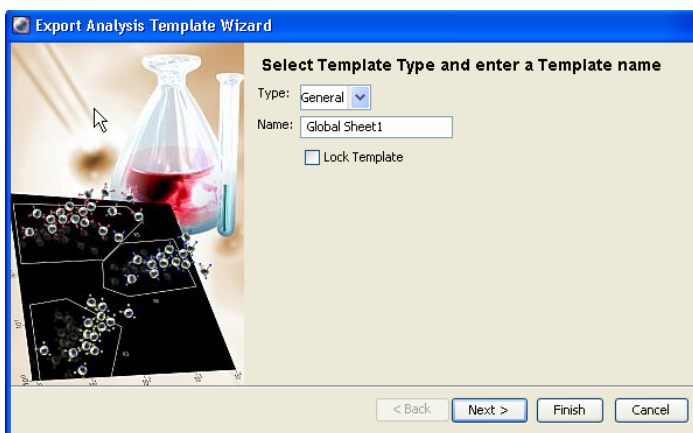 Export Analysis Template Wizard
Select Template Type and enter a Template name
Type: General
Name: Global Sheet1
Lock Template
< Back Next > Finish Cancel